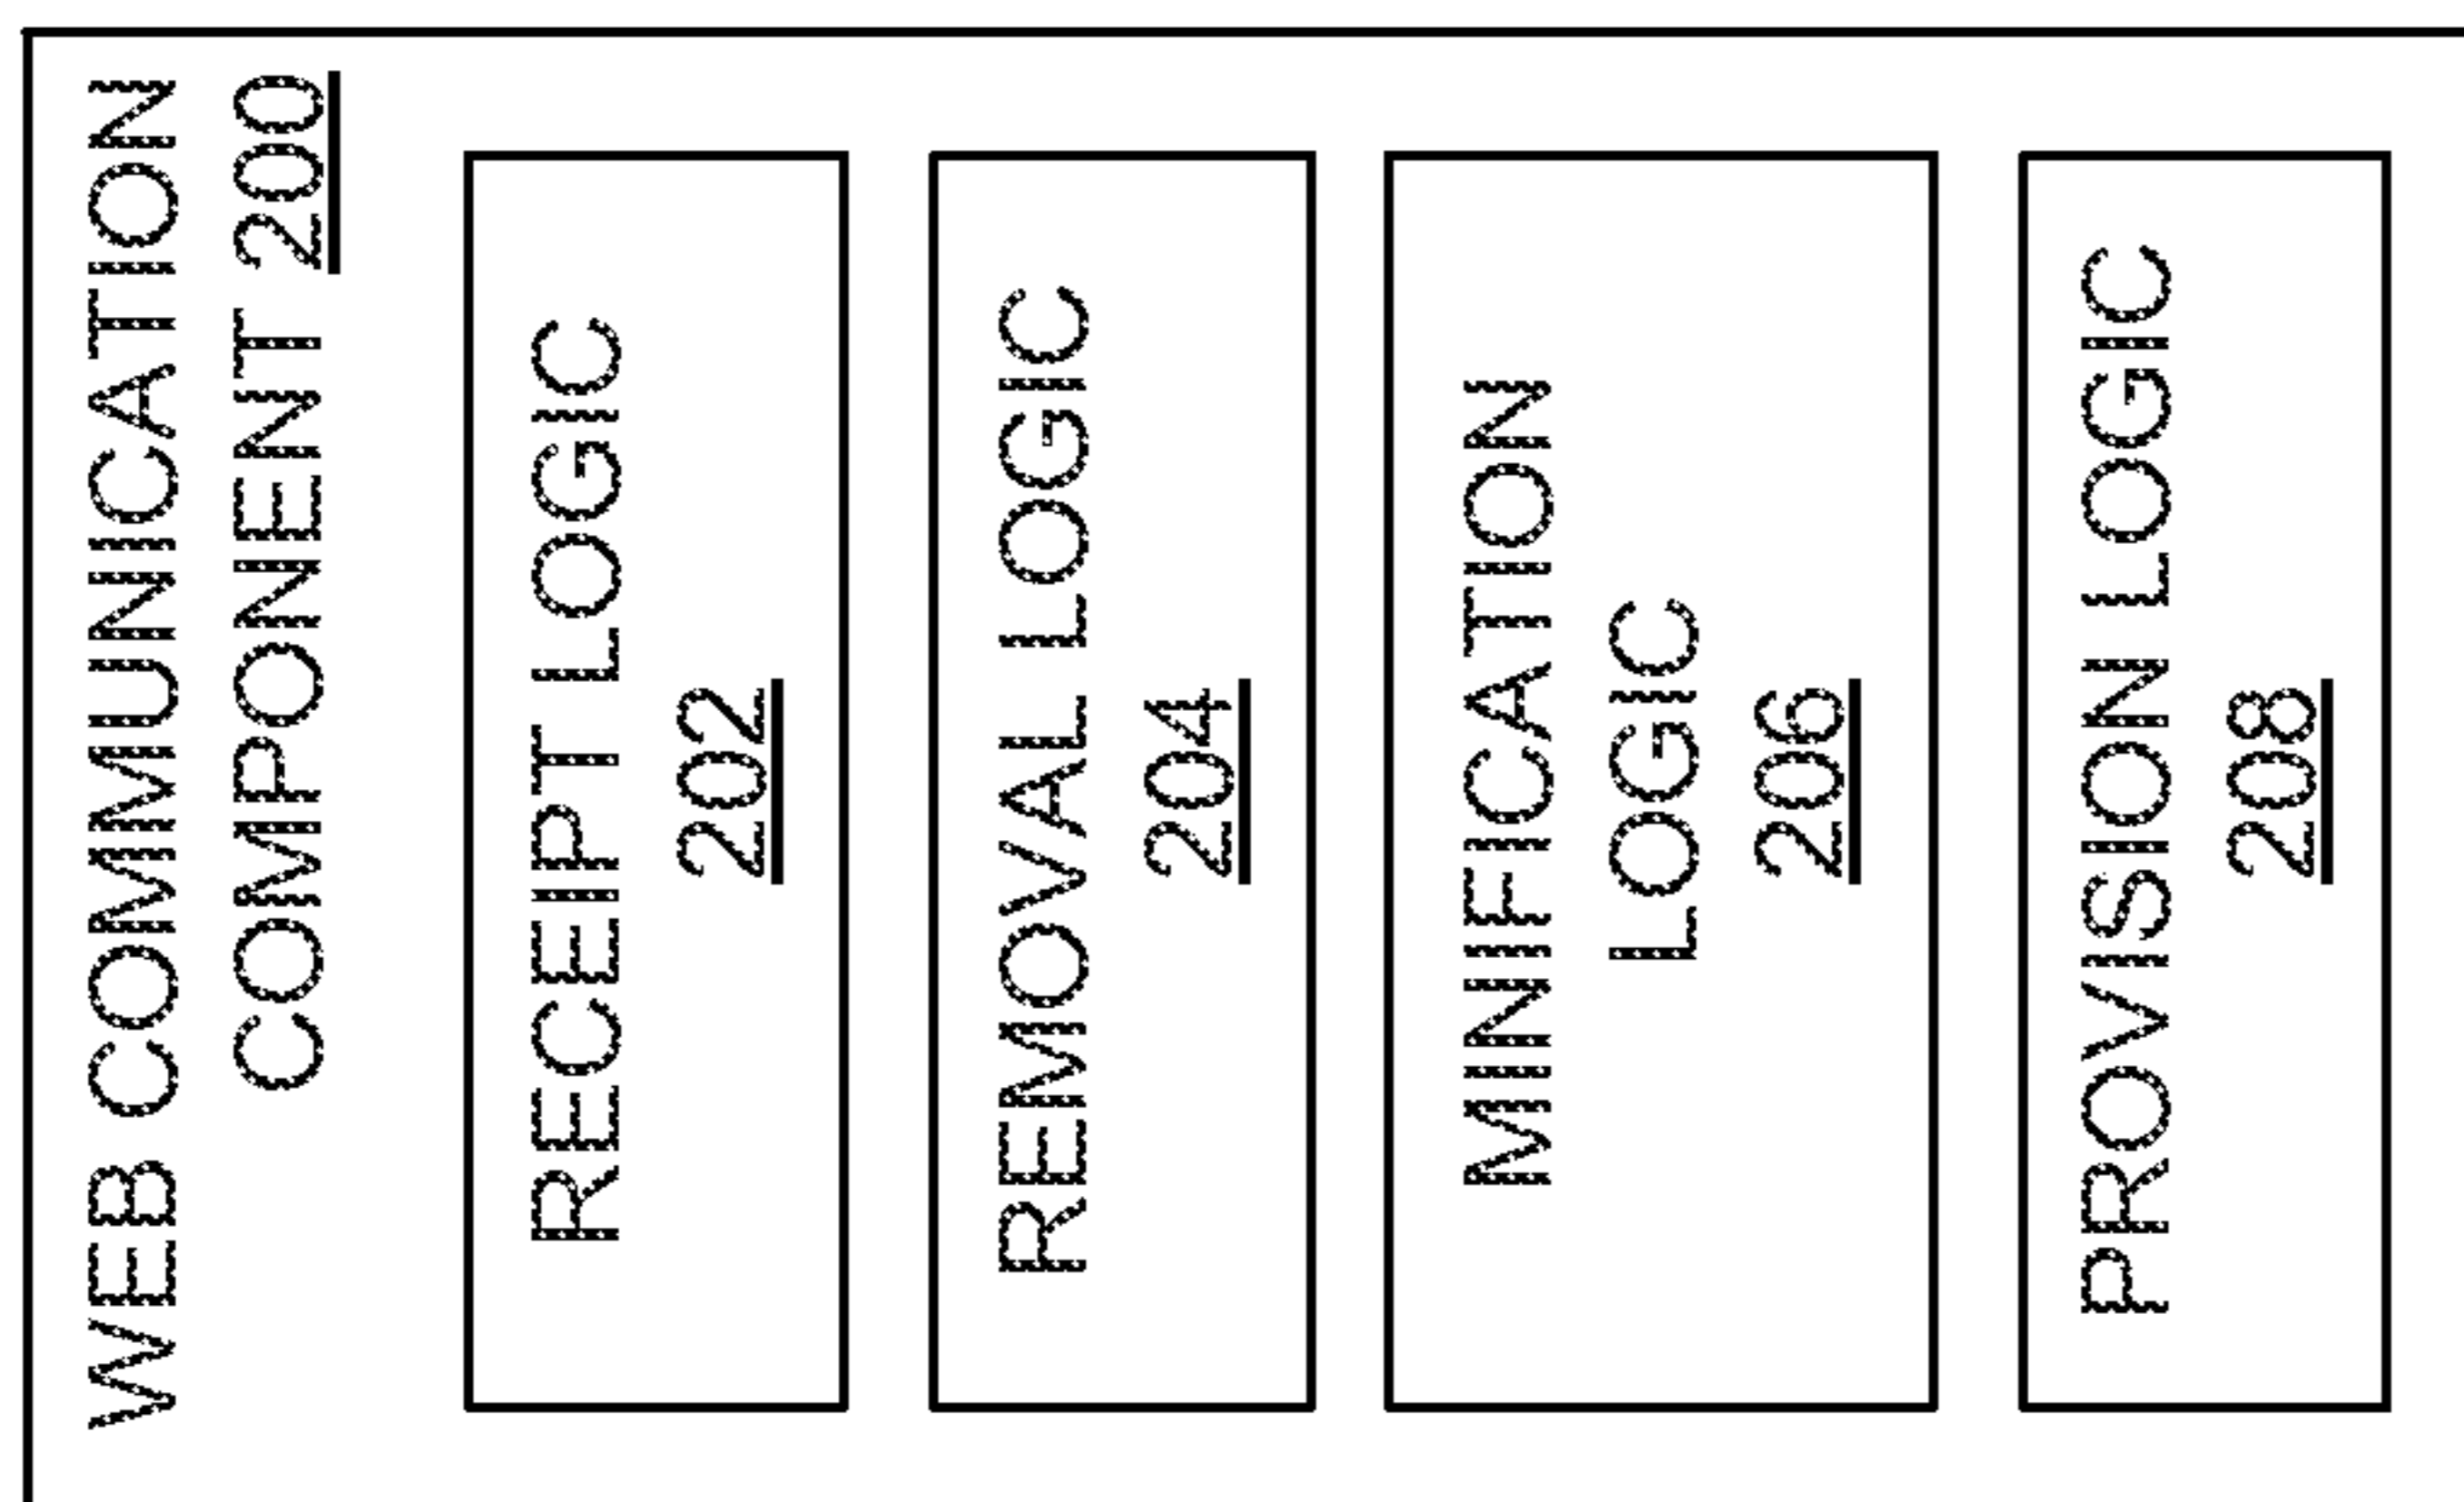 WEB COMMUNICATION
COMPONENT 200
RECEIPT LOGIC
202
REMOVAL LOGIC
204
MINIFICATION
LOGIC
206
PROVISION LOGIC
208